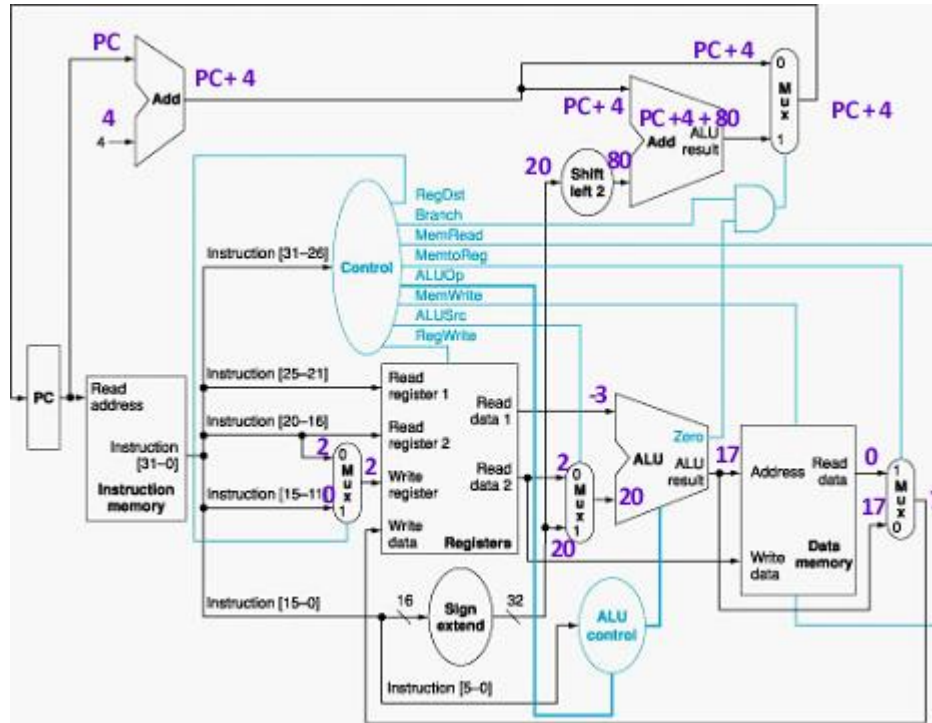 PC
PC+ 4
Add
4
4
PC+ 4
0
M
u
x
1
PC+ 4
PC+ 4
PC+4 +80
Add
ALU
result
20
Shift
left 2
80
RegDst
Branch
MemRead
MemtoReg
ALUOp
MemWrite
ALUSrc
RegWrite
Control
Instruction [31–26]
Instruction [25–21]
Instruction [20–16]
Instruction [15–11]
Instruction [15–0]
Instruction [5–0]
PC
Read
address
Instruction
[31–0]
Instruction
memory
2
0
0
M
u
x
1
2
Read
register 1
Read
register 2
Write
register
Write
data
Read
data 1
Read
data 2
Registers
-3
2
0
M
u
x
1
20
20
Zero
ALU
ALU
result
17
Address
Read
data
Write
data
Data
memory
0
17
1
M
u
x
0
16
Sign
extend
32
ALU
control